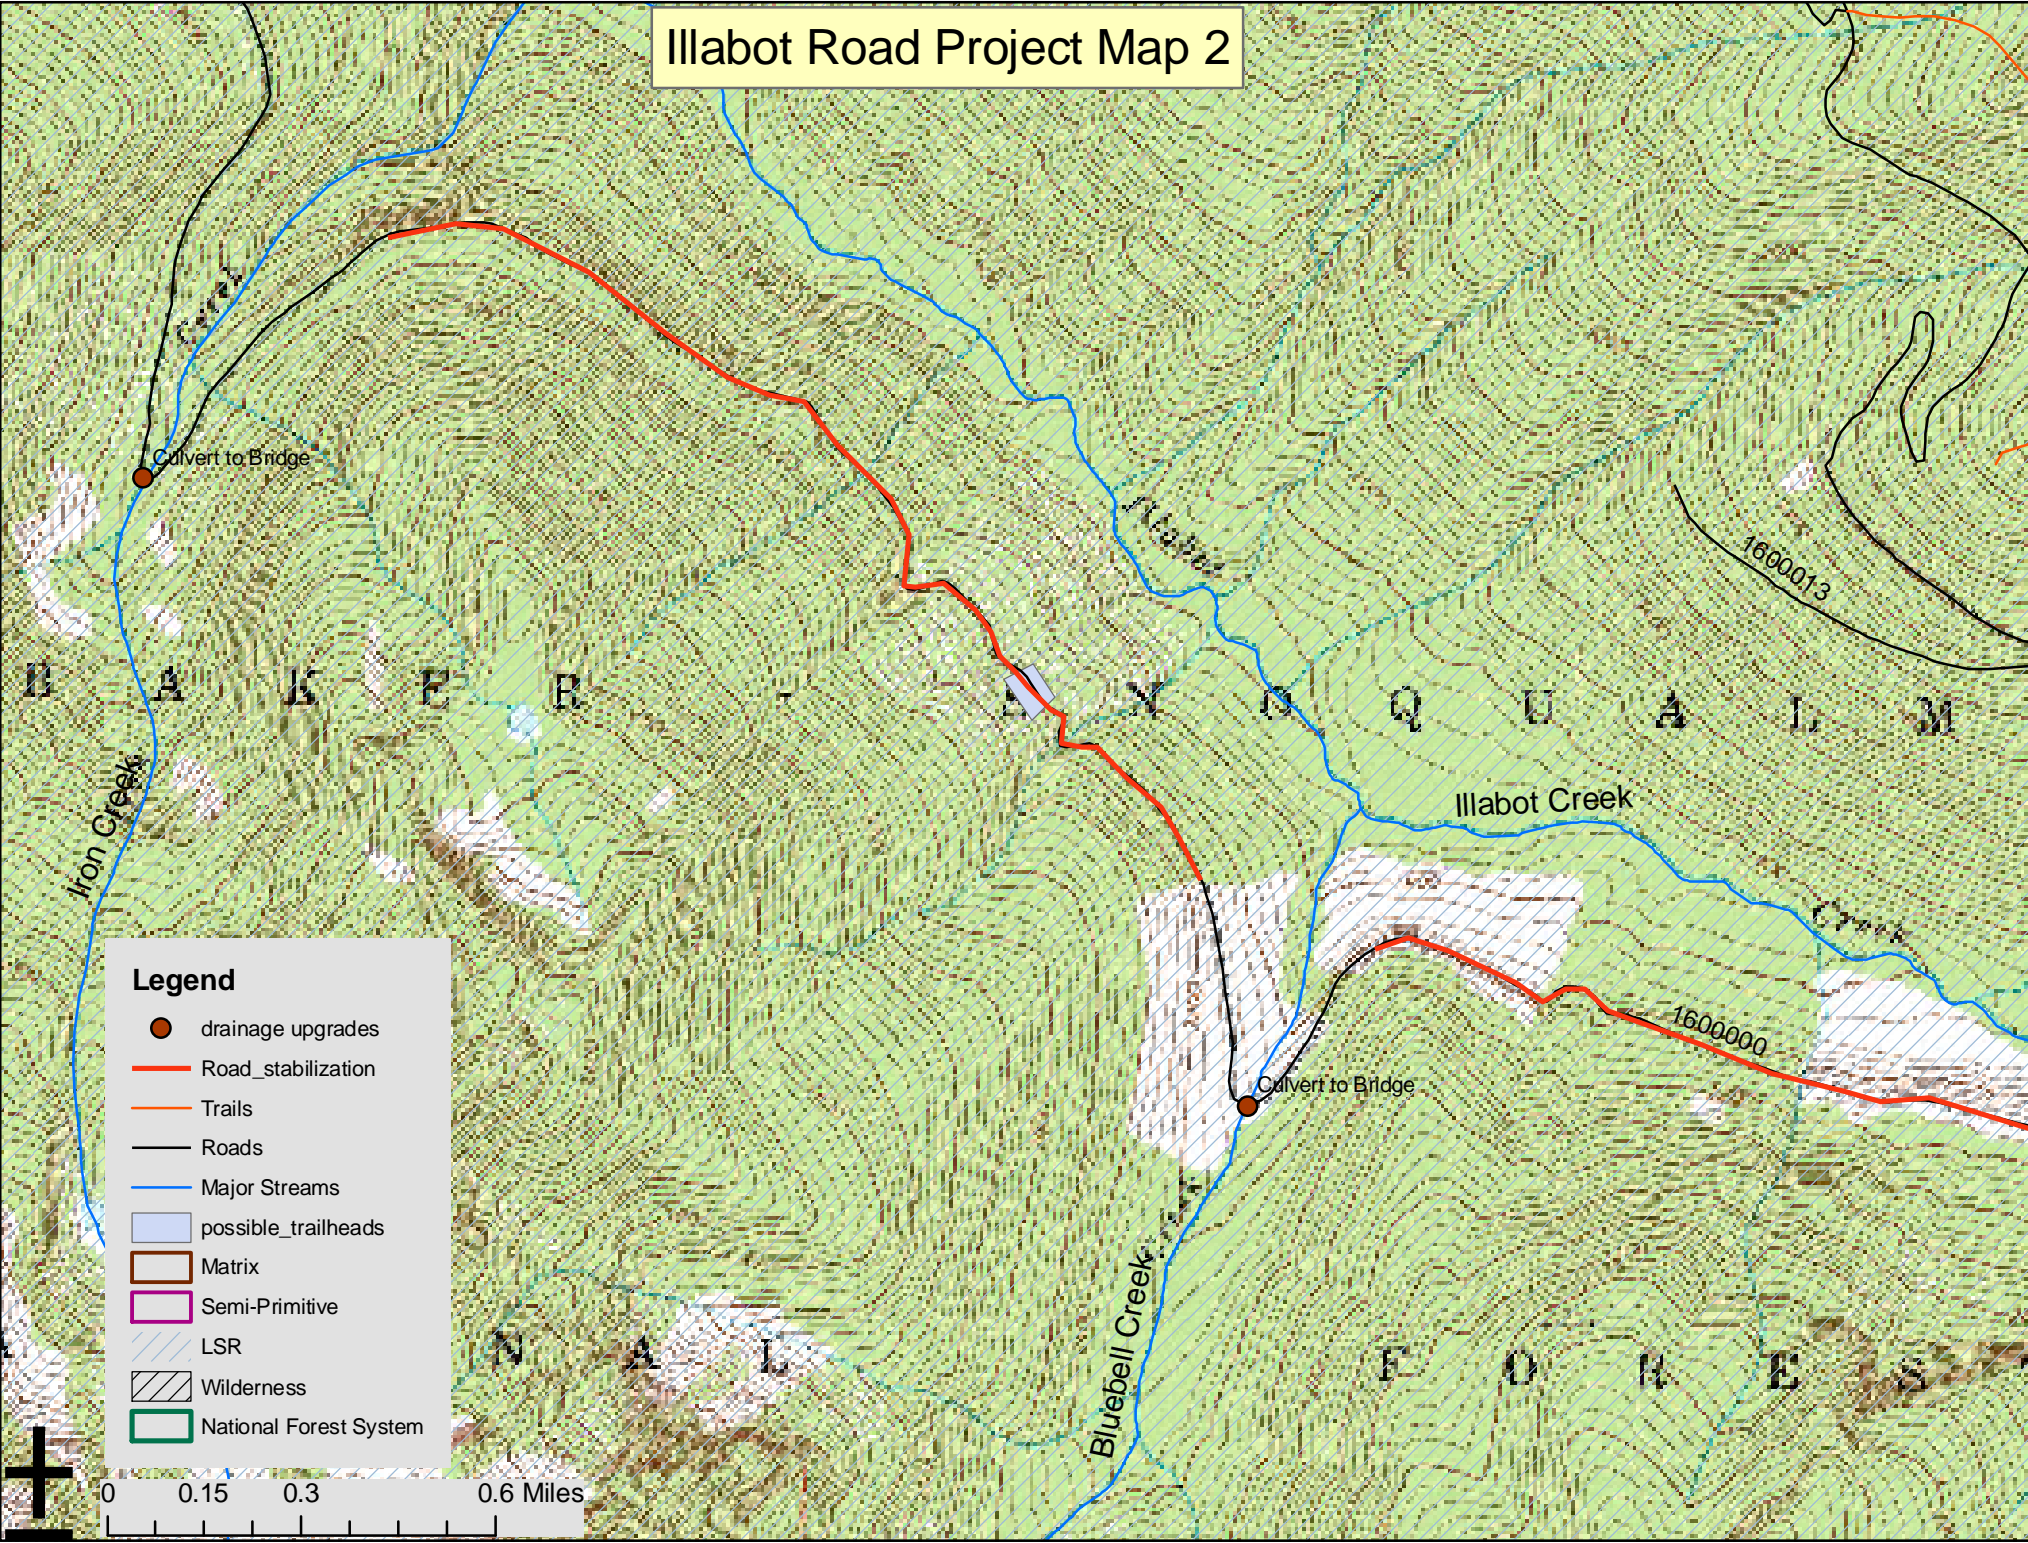 Illabot Road Project Map 2
Culvert to Bridge
1600013
B A K E R - N O Q U A L M
Illabot Creek
Iron Creek
Creek
1600000
Culvert to Bridge
Bluebell Creek
N A L F O R E S
Legend
drainage upgrades
Road_stabilization
Trails
Roads
Major Streams
possible_trailheads
Matrix
Semi-Primitive
LSR
Wilderness
National Forest System
0 0.15 0.3 0.6 Miles